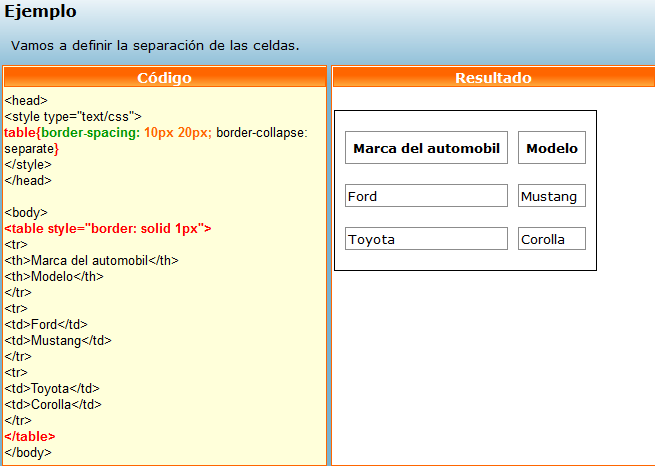 Ejemplo
Vamos a definir la separación de las celdas.
Código
<head>
<style type="text/css">
table{border-spacing: 10px 20px; border-collapse:
separate}
</style>
</head>
<body>
<table style="border: solid 1px">
<tr>
<th>Marca del automobil</th>
<th>Modelo</th>
</tr>
<tr>
<td>Ford</td>
<td>Mustang</td>
</tr>
<tr>
<td>Toyota</td>
<td>Corolla</td>
</tr>
</table>
</body>
Resultado
Marca del automobil Modelo
Ford Mustang
Toyota Corolla